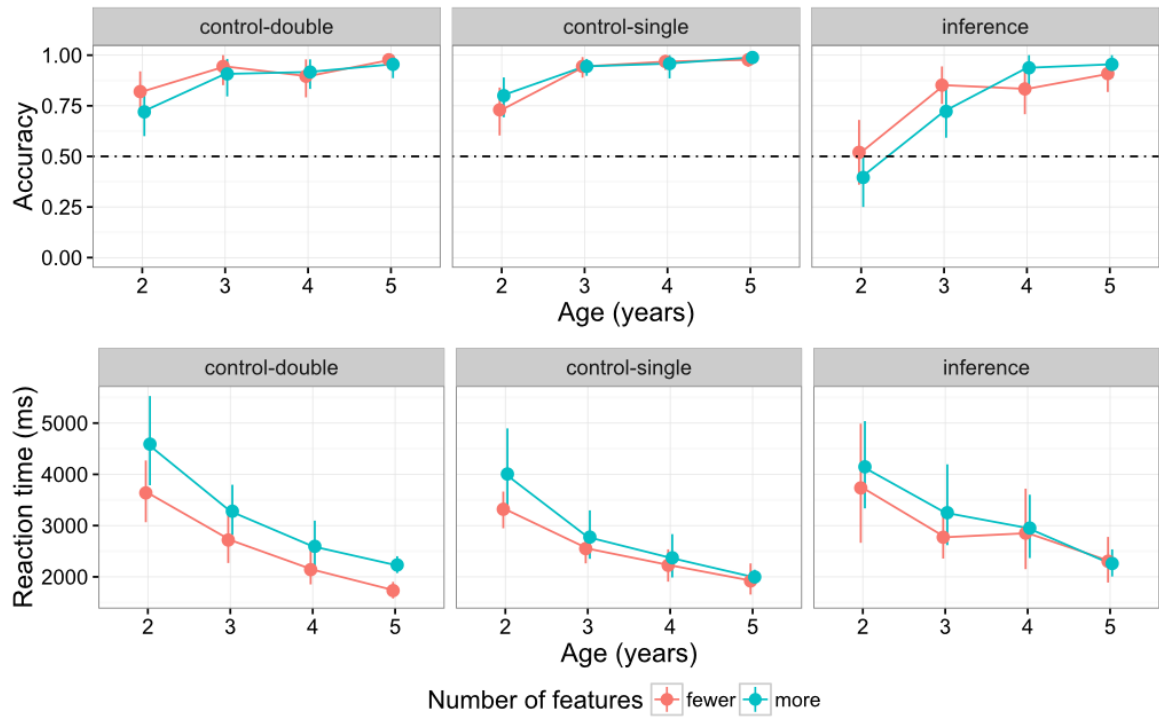 control-double control-single inference
Accuracy
1.00
0.75
0.50
0.25
0.00
2 3 4 5 2 3 4 5 2 3 4 5
Age (years)
control-double control-single inference
Reaction time (ms)
5000
4000
3000
2000
2 3 4 5 2 3 4 5 2 3 4 5
Age (years)
Number of features fewer more